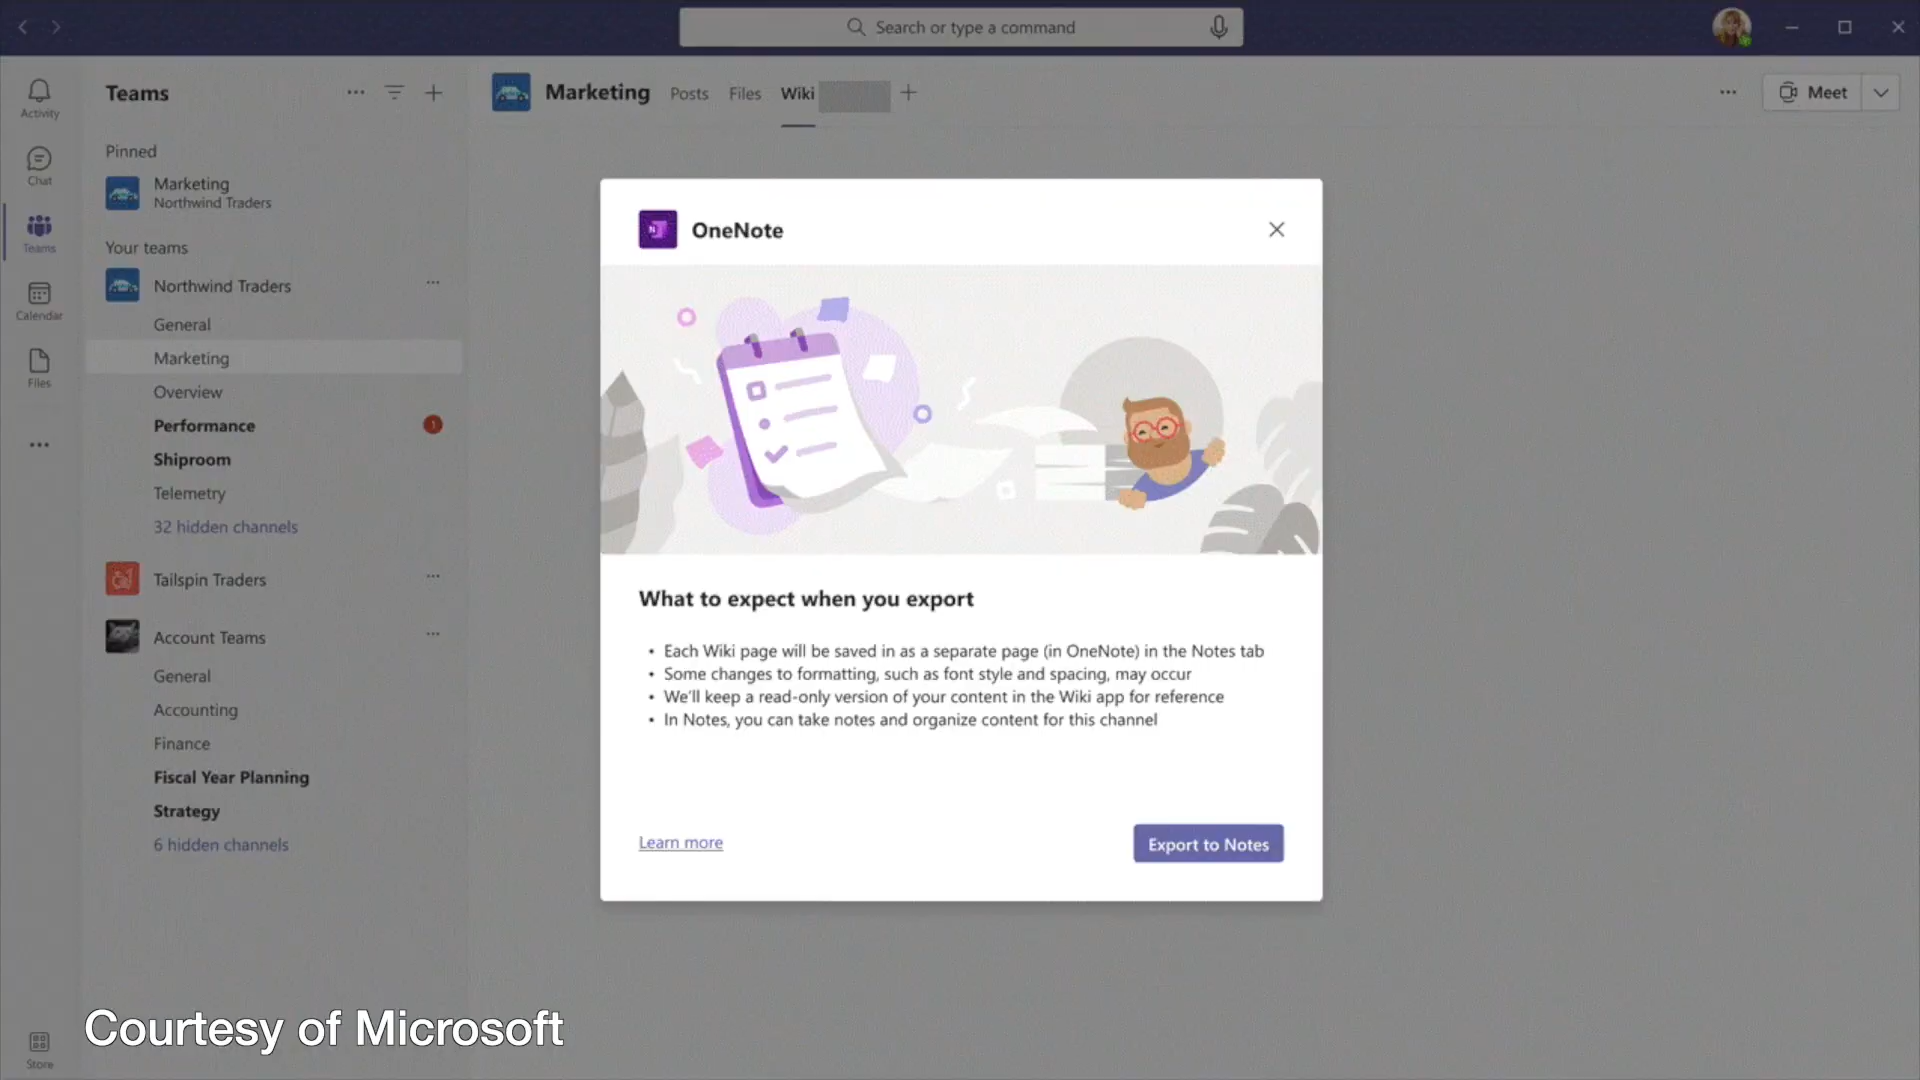 Search or type a command
Activity
Chat
Teams
Calendar
Files
Store
Teams
Pinned
Marketing
Northwind Traders
Your teams
Northwind Traders
General
Marketing
Overview
Performance
1
Shiproom
Telemetry
32 hidden channels
Tailspin Traders
Account Teams
General
Accounting
Finance
Fiscal Year Planning
Strategy
6 hidden channels
Marketing Posts Files Wiki
Meet
N
OneNote
What to expect when you export
• Each Wiki page will be saved in as a separate page (in OneNote) in the Notes tab
• Some changes to formatting, such as font style and spacing, may occur
• We'll keep a read-only version of your content in the Wiki app for reference
• In Notes, you can take notes and organize content for this channel
Learn more
Export to Notes
Courtesy of Microsoft